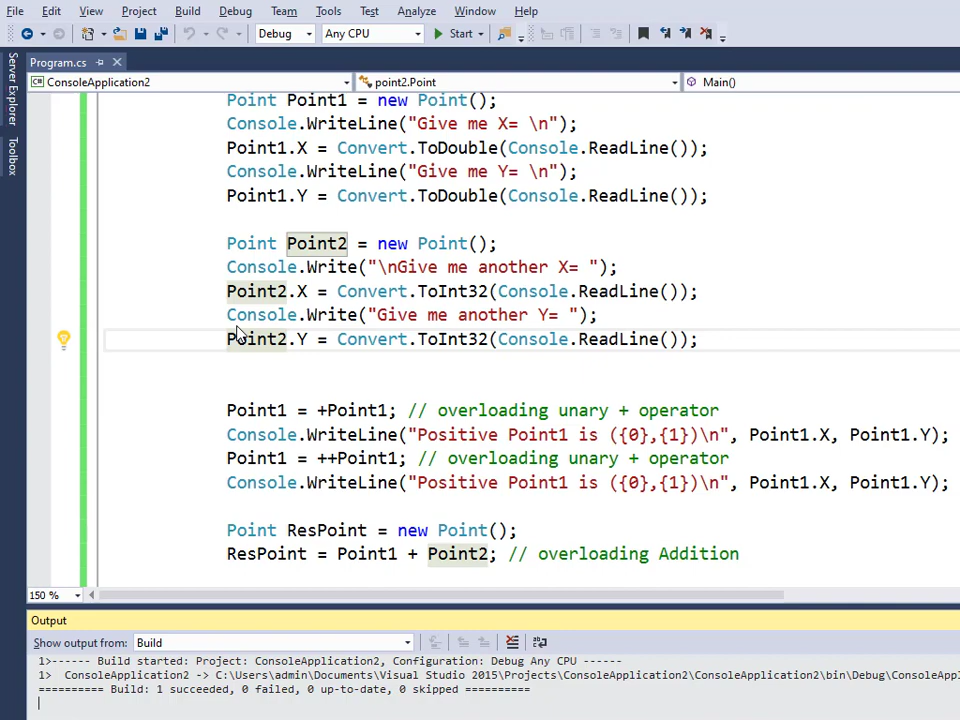 File Edit View Project Build Debug Team Tools Test Analyze Window Help
Debug Any CPU Start
Program.cs
ConsoleApplication2 point2.Point Main()
Server Explorer
Toolbox
Point Point1 = new Point();
Console.WriteLine("Give me X= \n");
Point1.X = Convert.ToDouble(Console.ReadLine());
Console.WriteLine("Give me Y= \n");
Point1.Y = Convert.ToDouble(Console.ReadLine());
Point Point2 = new Point();
Console.Write("\nGive me another X= ");
Point2.X = Convert.ToInt32(Console.ReadLine());
Console.Write("Give me another Y= ");
Point2.Y = Convert.ToInt32(Console.ReadLine());
Point1 = +Point1; // overloading unary + operator
Console.WriteLine("Positive Point1 is ({0},{1})\n", Point1.X, Point1.Y);
Point1 = ++Point1; // overloading unary + operator
Console.WriteLine("Positive Point1 is ({0},{1})\n", Point1.X, Point1.Y);
Point ResPoint = new Point();
ResPoint = Point1 + Point2; // overloading Addition
150 %
Output
Show output from: Build
1>------ Build started: Project: ConsoleApplication2, Configuration: Debug Any CPU ------
1>  ConsoleApplication2 -> C:\Users\admin\Documents\Visual Studio 2015\Projects\ConsoleApplication2\ConsoleApplication2\bin\Debug\ConsoleAppl
========== Build: 1 succeeded, 0 failed, 0 up-to-date, 0 skipped ==========